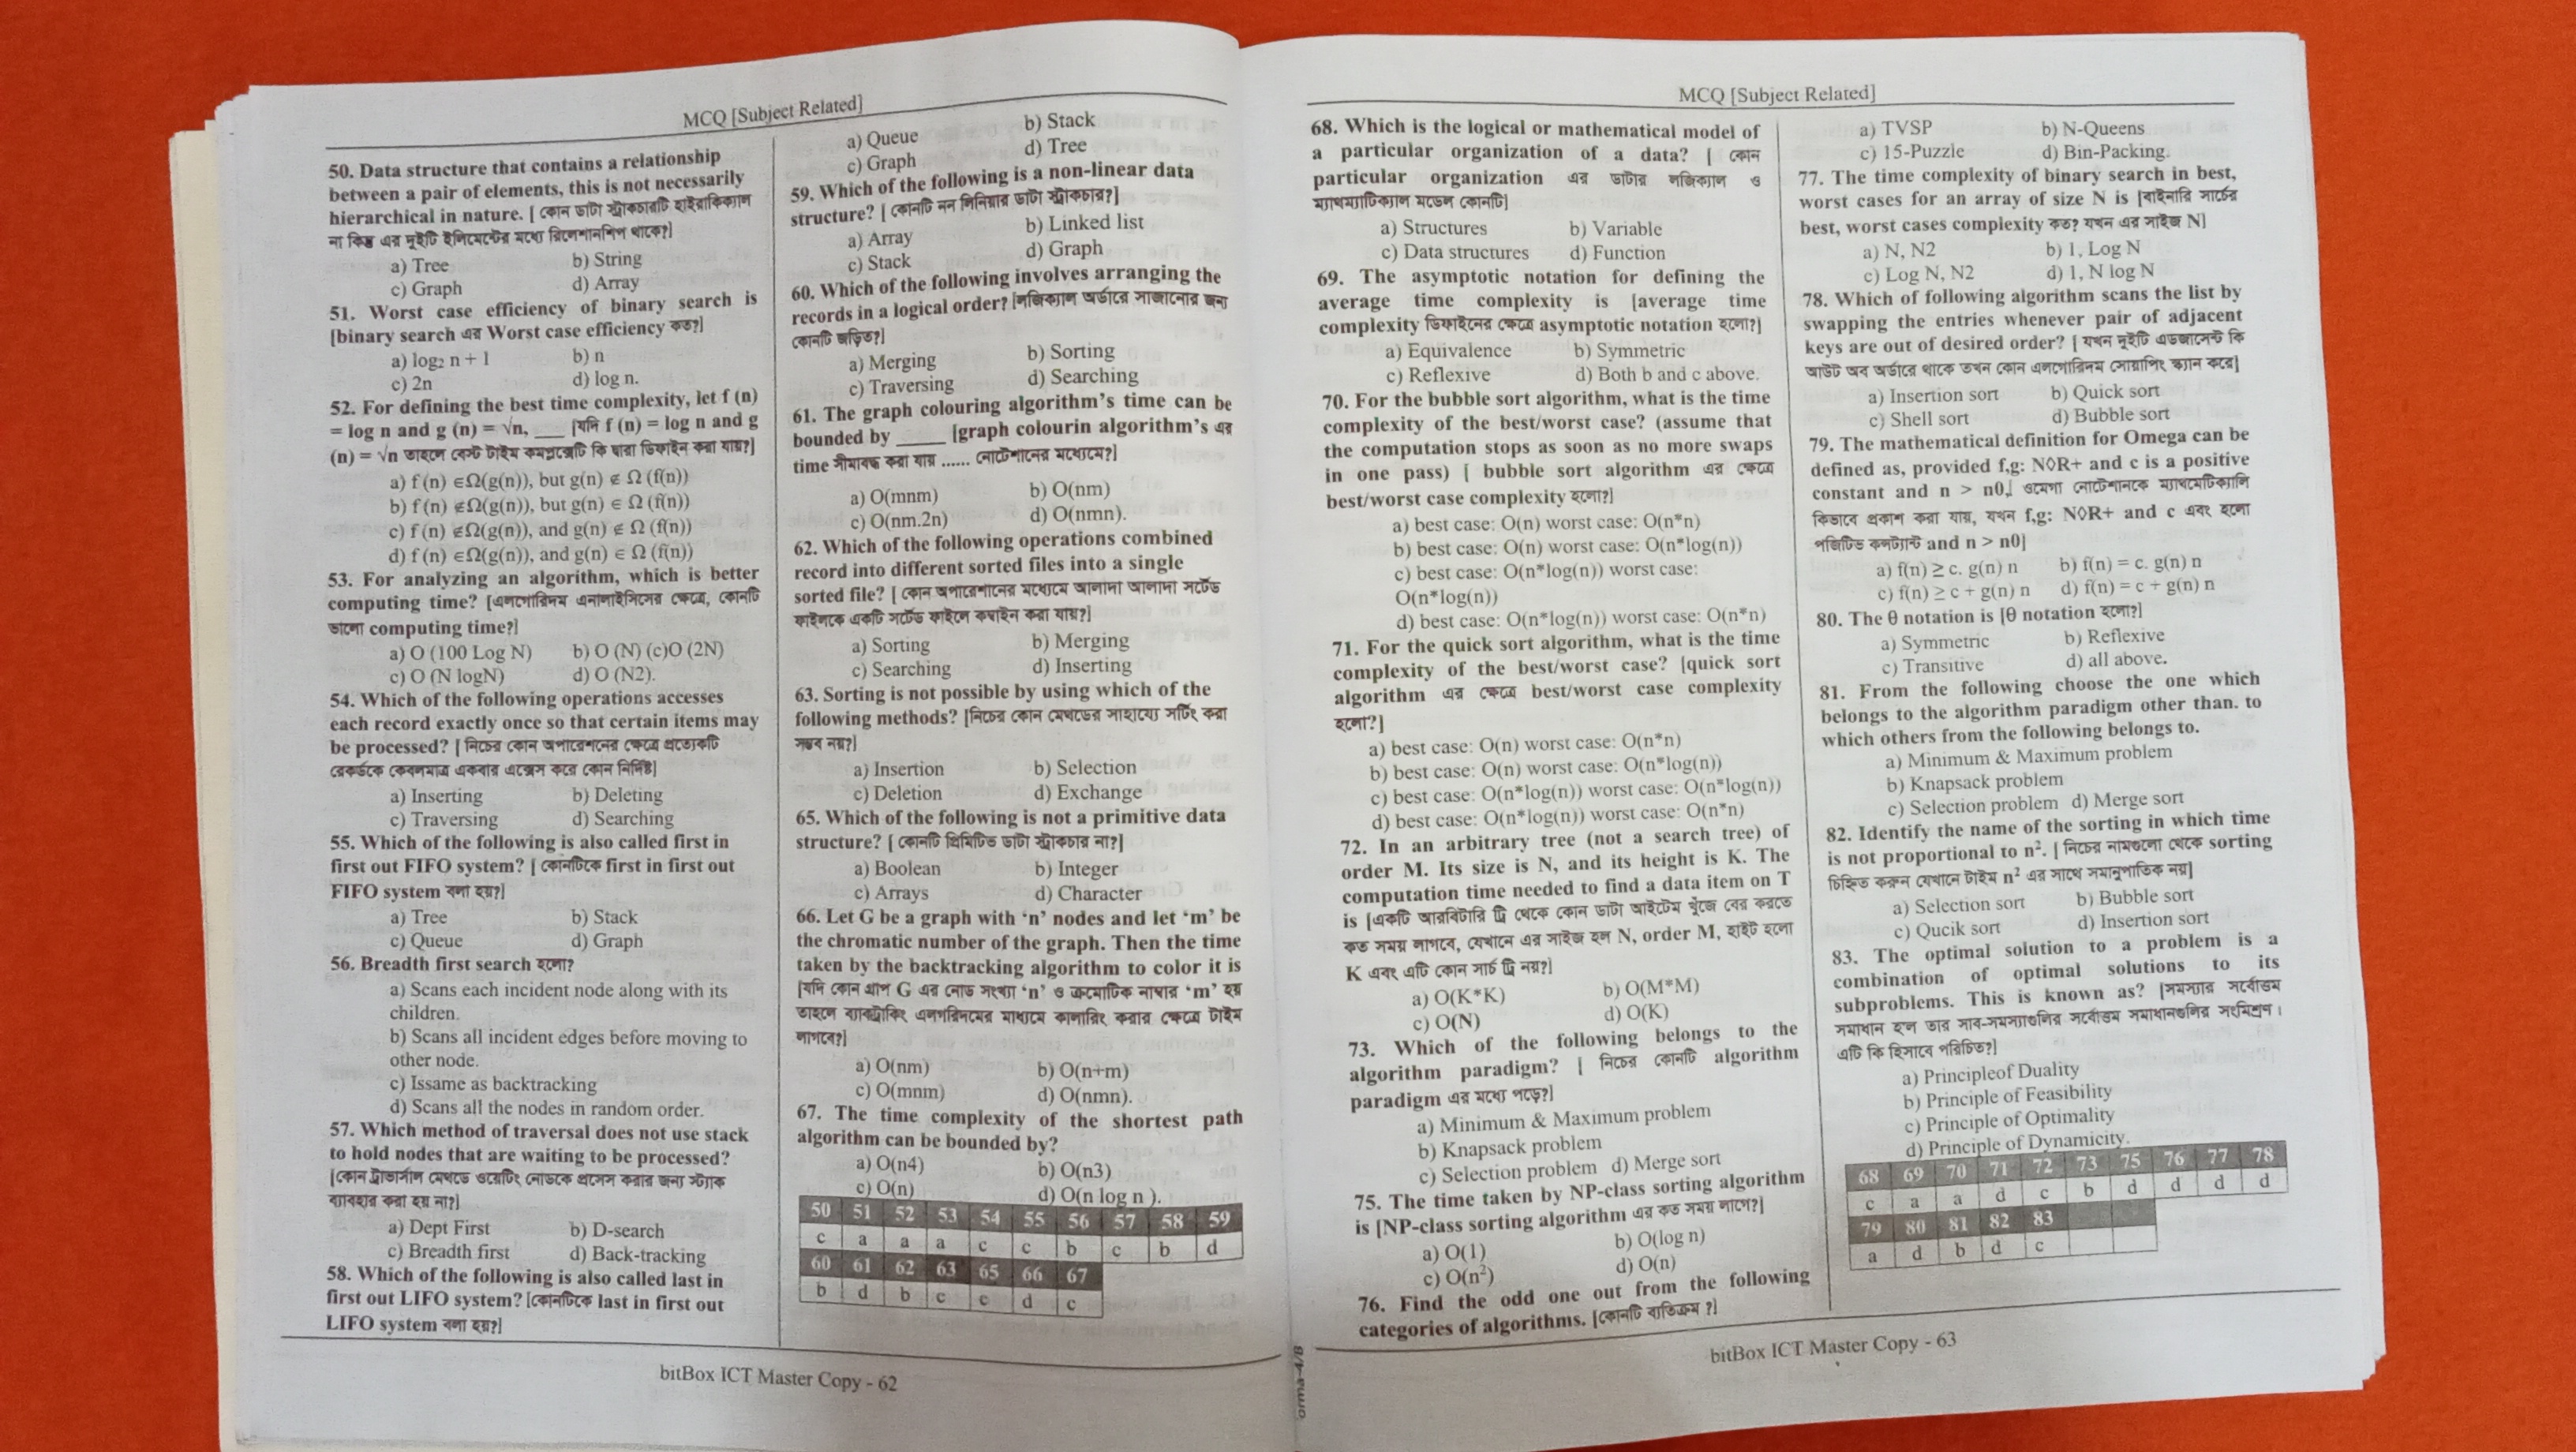 MCQ [Subject Related]
50. Data structure that contains a relationship
between a pair of elements, this is not necessarily
hierarchical in nature. [ কোন ডাটা স্ট্রাকচারটি হাইরার্কিক্যাল
না কিন্তু এর দুইটি ইলিমেন্টের মধ্যে রিলেশানশিপ থাকে?]
a) Tree b) String
c) Graph d) Array
51. Worst case efficiency of binary search is
[binary search এর Worst case efficiency কত?]
a) log₂ n + 1 b) n
c) 2n d) log n.
52. For defining the best time complexity, let f (n)
= log n and g (n) = √n, ___ [যদি f (n) = log n and g
(n) = √n তাহলে বেস্ট টাইম কমপ্লেক্সেটি কি দ্বারা ডিফাইন করা যায়?]
a) f (n) ∈Ω(g(n)), but g(n) ∉ Ω (f(n))
b) f (n) ∉Ω(g(n)), but g(n) ∈ Ω (f(n))
c) f (n) ∉Ω(g(n)), and g(n) ∉ Ω (f(n))
d) f (n) ∈Ω(g(n)), and g(n) ∈ Ω (f(n))
53. For analyzing an algorithm, which is better
computing time? [এলগোরিদম এনালাইসিসের ক্ষেত্রে, কোনটি
ভালো computing time?]
a) O (100 Log N) b) O (N) (c)O (2N)
c) O (N logN) d) O (N2).
54. Which of the following operations accesses
each record exactly once so that certain items may
be processed? [ নিচের কোন অপারেশনের ক্ষেত্রে প্রত্যেকটি
রেকর্ডকে কেবলমাত্র একবার এক্সেস করে কোন নির্দিষ্ট]
a) Inserting b) Deleting
c) Traversing d) Searching
55. Which of the following is also called first in
first out FIFO system? [ কোনটিকে first in first out
FIFO system বলা হয়?]
a) Tree b) Stack
c) Queue d) Graph
56. Breadth first search হলো?
a) Scans each incident node along with its
children.
b) Scans all incident edges before moving to
other node.
c) Issame as backtracking
d) Scans all the nodes in random order.
57. Which method of traversal does not use stack
to hold nodes that are waiting to be processed?
[কোন ট্রাভার্সাল মেথডে ওয়েটিং নোডকে প্রসেস করার জন্য স্ট্যাক
ব্যাবহার করা হয় না?]
a) Dept First b) D-search
c) Breadth first d) Back-tracking
58. Which of the following is also called last in
first out LIFO system? [কোনটিকে last in first out
LIFO system বলা হয়?]
a) Queue b) Stack
c) Graph d) Tree
59. Which of the following is a non-linear data
structure? [ কোনটি নন লিনিয়ার ডাটা স্ট্রাকচার?]
a) Array b) Linked list
c) Stack d) Graph
60. Which of the following involves arranging the
records in a logical order? [লজিক্যাল অর্ডারে সাজানোর জন্য
কোনটি জড়িত?]
a) Merging b) Sorting
c) Traversing d) Searching
61. The graph colouring algorithm's time can be
bounded by _____ [graph colourin algorithm's এর
time সীমাবদ্ধ করা যায় ...... নোটেশানের মধ্যেমে?]
a) O(mnm) b) O(nm)
c) O(nm.2n) d) O(nmn).
62. Which of the following operations combined
record into different sorted files into a single
sorted file? [ কোন অপারেশানের মধ্যেমে আলাদা আলাদা সর্টেড
ফাইলকে একটি সর্টেড ফাইলে কম্বাইন করা যায়?]
a) Sorting b) Merging
c) Searching d) Inserting
63. Sorting is not possible by using which of the
following methods? [নিচের কোন মেথডের সাহায্যে সর্টিং করা
সম্ভব নয়?]
a) Insertion b) Selection
c) Deletion d) Exchange
65. Which of the following is not a primitive data
structure? [ কোনটি প্রিমিটিভ ডাটা স্ট্রাকচার না?]
a) Boolean b) Integer
c) Arrays d) Character
66. Let G be a graph with 'n' nodes and let 'm' be
the chromatic number of the graph. Then the time
taken by the backtracking algorithm to color it is
[যদি কোন গ্রাপ G এর নোড সংখ্যা 'n' ও ক্রমোটিক নাম্বার 'm' হয়
তাহলে ব্যাকট্রাকিং এলগরিদমের মাধ্যমে কালারিং করার ক্ষেত্রে টাইম
লাগবে?]
a) O(nm) b) O(n+m)
c) O(mnm) d) O(nmn).
67. The time complexity of the shortest path
algorithm can be bounded by?
a) O(n4) b) O(n3)
c) O(n) d) O(n log n ).
50 51 52 53 54 55 56 57 58 59
c a a a c c b c b d
60 61 62 63 65 66 67
b d b c c d c
bitBox ICT Master Copy - 62
MCQ [Subject Related]
68. Which is the logical or mathematical model of
a particular organization of a data? [ কোন
particular organization এর ডাটার লজিক্যাল ও
ম্যাথম্যাটিক্যাল মডেল কোনটি]
a) Structures b) Variable
c) Data structures d) Function
69. The asymptotic notation for defining the
average time complexity is [average time
complexity ডিফাইনের ক্ষেত্রে asymptotic notation হলো?]
a) Equivalence b) Symmetric
c) Reflexive d) Both b and c above.
70. For the bubble sort algorithm, what is the time
complexity of the best/worst case? (assume that
the computation stops as soon as no more swaps
in one pass) [ bubble sort algorithm এর ক্ষেত্রে
best/worst case complexity হলো?]
a) best case: O(n) worst case: O(n*n)
b) best case: O(n) worst case: O(n*log(n))
c) best case: O(n*log(n)) worst case:
O(n*log(n))
d) best case: O(n*log(n)) worst case: O(n*n)
71. For the quick sort algorithm, what is the time
complexity of the best/worst case? [quick sort
algorithm এর ক্ষেত্রে best/worst case complexity
হলো?]
a) best case: O(n) worst case: O(n*n)
b) best case: O(n) worst case: O(n*log(n))
c) best case: O(n*log(n)) worst case: O(n*log(n))
d) best case: O(n*log(n)) worst case: O(n*n)
72. In an arbitrary tree (not a search tree) of
order M. Its size is N, and its height is K. The
computation time needed to find a data item on T
is [একটি আরবিটারি ট্রি থেকে কোন ডাটা আইটেম খুঁজে বের করতে
কত সময় লাগবে, যেখানে এর সাইজ হল N, order M, হাইট হলো
K এবং এটি কোন সার্চ ট্রি নয়?]
a) O(K*K) b) O(M*M)
c) O(N) d) O(K)
73. Which of the following belongs to the
algorithm paradigm? [ নিচের কোনটি algorithm
paradigm এর মধ্যে পড়ে?]
a) Minimum & Maximum problem
b) Knapsack problem
c) Selection problem d) Merge sort
75. The time taken by NP-class sorting algorithm
is [NP-class sorting algorithm এর কত সময় লাগে?]
a) O(1) b) O(log n)
c) O(n²) d) O(n)
76. Find the odd one out from the following
categories of algorithms. [কোনটি ব্যতিক্রম ?]
a) TVSP b) N-Queens
c) 15-Puzzle d) Bin-Packing.
77. The time complexity of binary search in best,
worst cases for an array of size N is [বাইনারি সার্চের
best, worst cases complexity কত? যখন এর সাইজ N]
a) N, N2 b) 1, Log N
c) Log N, N2 d) 1, N log N
78. Which of following algorithm scans the list by
swapping the entries whenever pair of adjacent
keys are out of desired order? [ যখন দুইটি এডজাসেন্ট কি
আউট অব অর্ডারে থাকে তখন কোন এলগোরিদম সোয়াপিং স্ক্যান করে]
a) Insertion sort b) Quick sort
c) Shell sort d) Bubble sort
79. The mathematical definition for Omega can be
defined as, provided f,g: N◊R+ and c is a positive
constant and n > n0,[ ওমেগা নোটেশানকে ম্যাথমেটিক্যালি
কিভাবে প্রকাশ করা যায়, যখন f,g: N◊R+ and c এবং হলো
পজিটিভ কনট্যান্ট and n > n0]
a) f(n) ≥ c. g(n) n b) f(n) = c. g(n) n
c) f(n) ≥ c + g(n) n d) f(n) = c + g(n) n
80. The θ notation is [θ notation হলো?]
a) Symmetric b) Reflexive
c) Transitive d) all above.
81. From the following choose the one which
belongs to the algorithm paradigm other than. to
which others from the following belongs to.
a) Minimum & Maximum problem
b) Knapsack problem
c) Selection problem d) Merge sort
82. Identify the name of the sorting in which time
is not proportional to n². [ নিচের নামগুলো থেকে sorting
চিহ্নিত করুন যেখানে টাইম n² এর সাথে সমানুপাতিক নয়]
a) Selection sort b) Bubble sort
c) Qucik sort d) Insertion sort
83. The optimal solution to a problem is a
combination of optimal solutions to its
subproblems. This is known as? [সমস্যার সর্বোত্তম
সমাধান হল তার সাব-সমস্যাগুলির সর্বোত্তম সমাধানগুলির সংমিশ্রন ।
এটি কি হিসাবে পরিচিত?]
a) Principleof Duality
b) Principle of Feasibility
c) Principle of Optimality
d) Principle of Dynamicity.
68 69 70 71 72 73 75 76 77 78
c a a d c b d d d d
79 80 81 82 83
a d b d c
bitBox ICT Master Copy - 63